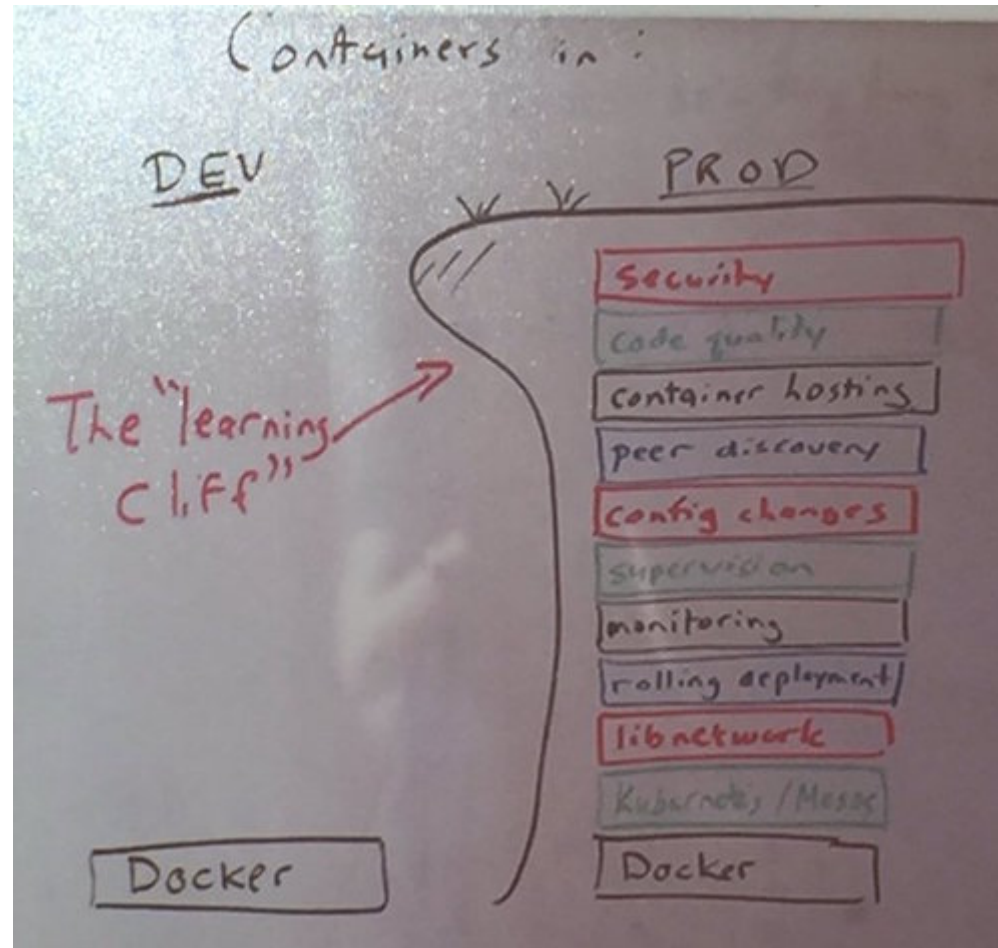 Containers in :
DEV
PROD
The "learning
Cliff"
security
code quality
container hosting
peer discovery
config changes
supervision
monitoring
rolling deployment
libnetwork
Kubernetes / Mesos
Docker
Docker